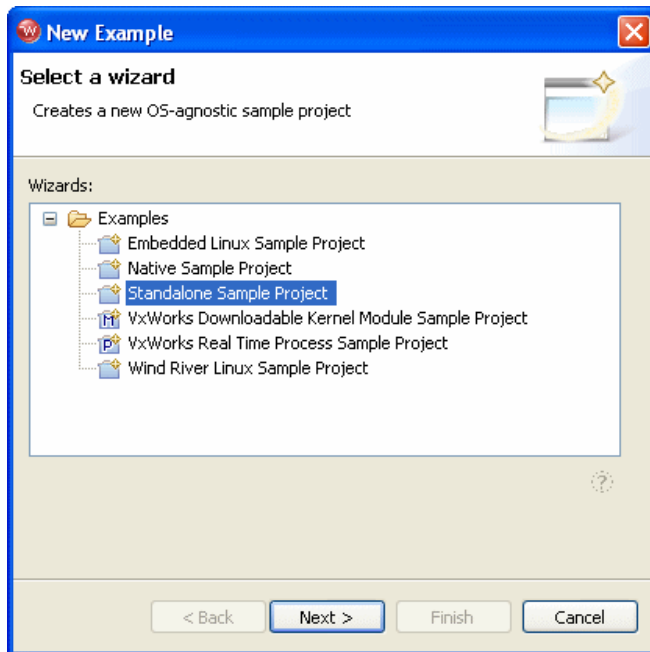 New Example
Select a wizard
Creates a new OS-agnostic sample project
Wizards:
Examples
Embedded Linux Sample Project
Native Sample Project
Standalone Sample Project
M VxWorks Downloadable Kernel Module Sample Project
P VxWorks Real Time Process Sample Project
Wind River Linux Sample Project
?
< Back Next > Finish Cancel